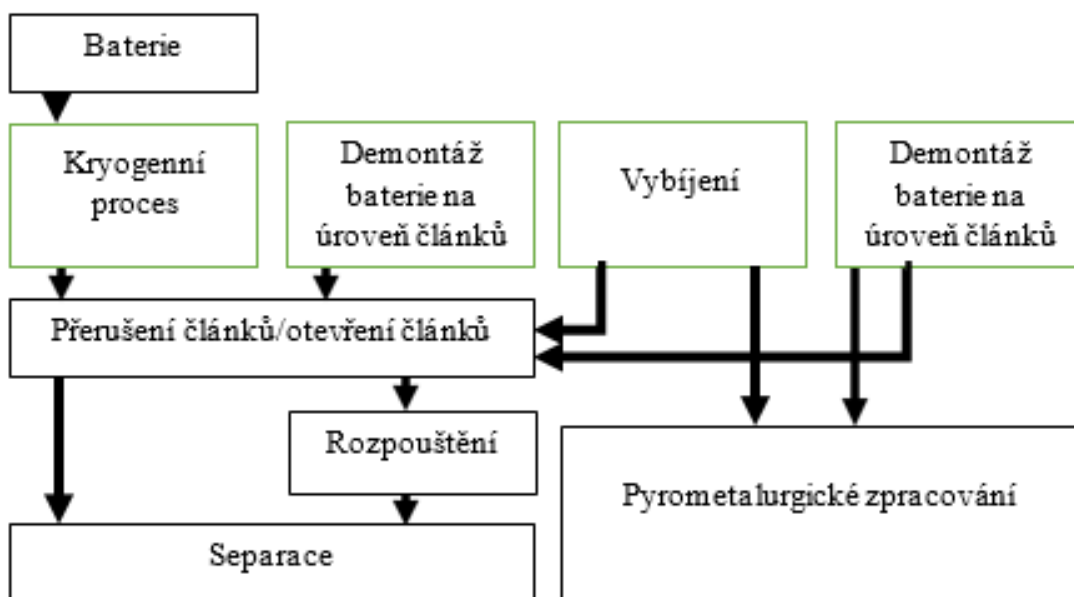 Baterie
Kryogenní
proces
Demontáž
baterie na
úroveň článků
Vybíjení
Demontáž
baterie na
úroveň článků
Přerušení článků/otevření článků
Rozpouštění
Pyrometalurgické zpracování
Separace